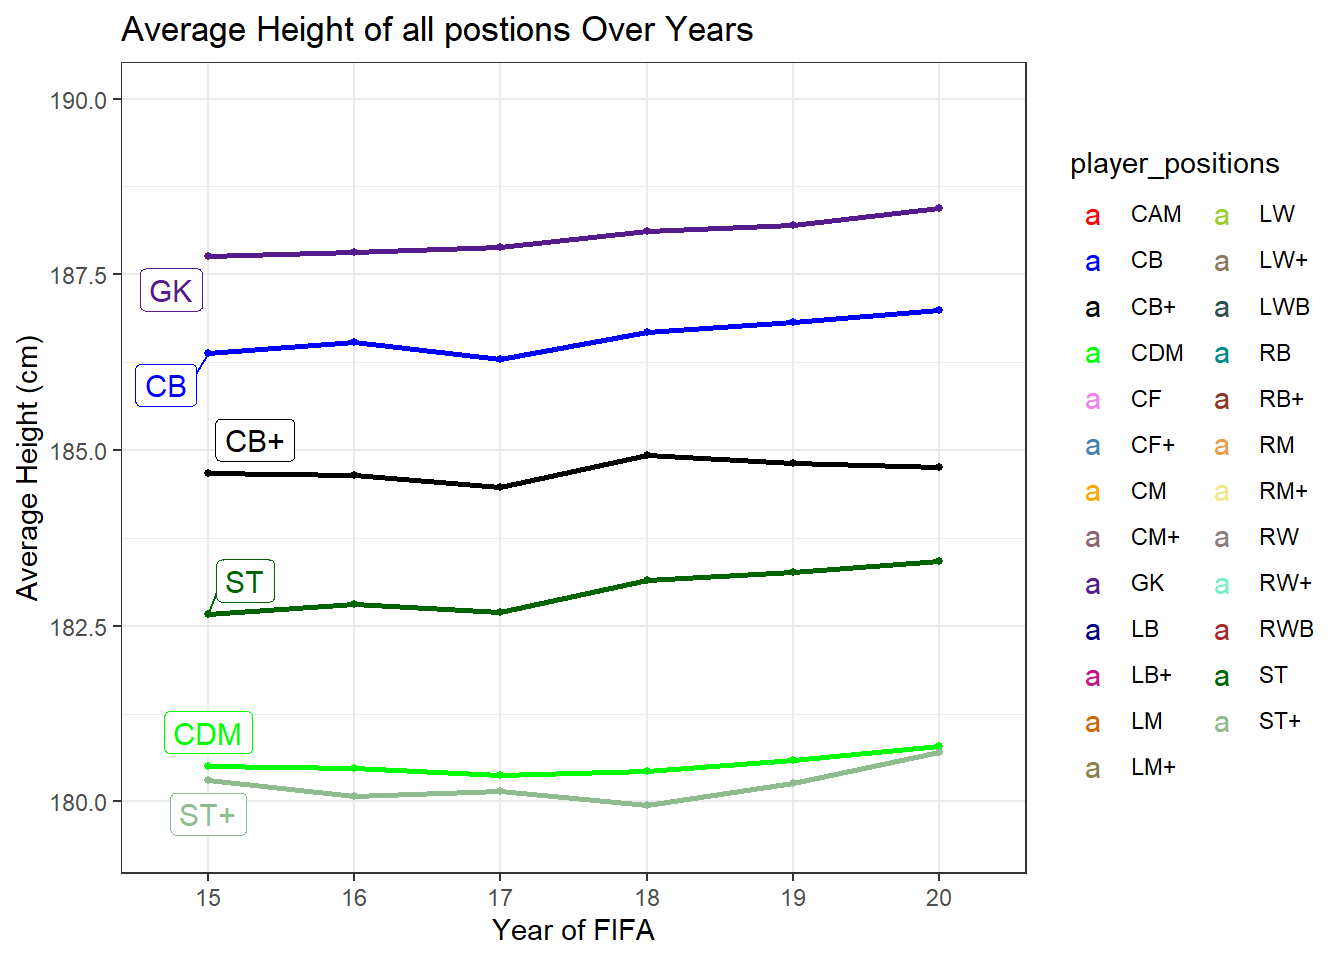 Average Height of all postions Over Years
Average Height (cm)
190.0
187.5
185.0
182.5
180.0
GK
CB
CB+
ST
CDM
ST+
15 16 17 18 19 20
Year of FIFA
player_positions
a CAM a LW
a CB a LW+
a CB+ a LWB
a CDM a RB
a CF a RB+
a CF+ a RM
a CM a RM+
a CM+ a RW
a GK a RW+
a LB a RWB
a LB+ a ST
a LM a ST+
a LM+